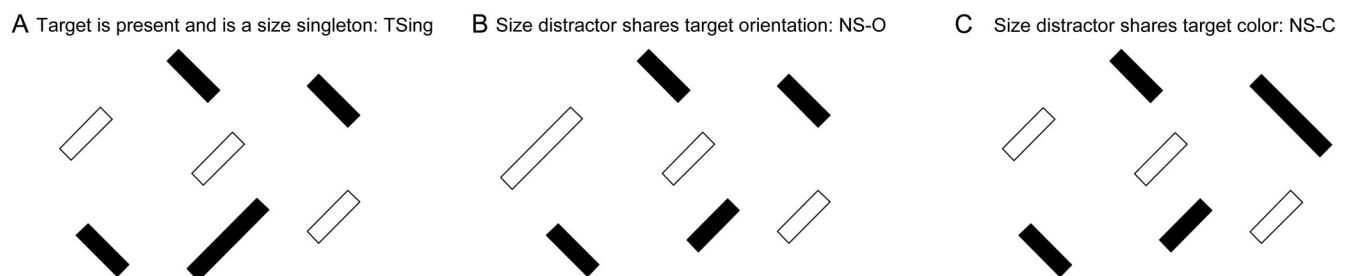 A Target is present and is a size singleton: TSing
B Size distractor shares target orientation: NS-O
C Size distractor shares target color: NS-C